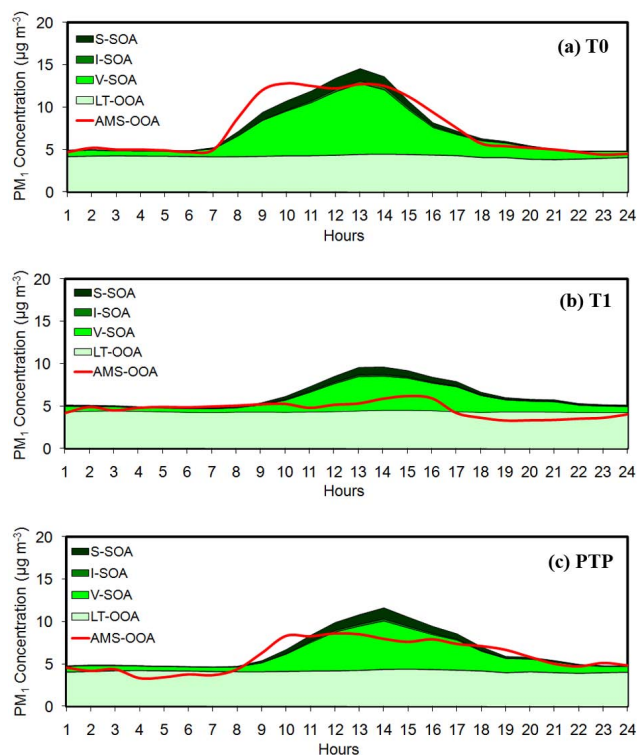 (a) T0
PM₁ Concentration (µg m⁻³)
20
15
10
5
0
S-SOA
I-SOA
V-SOA
LT-OOA
AMS-OOA
1 2 3 4 5 6 7 8 9 10 11 12 13 14 15 16 17 18 19 20 21 22 23 24
Hours
(b) T1
PM₁ Concentration (µg m⁻³)
20
15
10
5
0
S-SOA
I-SOA
V-SOA
LT-OOA
AMS-OOA
1 2 3 4 5 6 7 8 9 10 11 12 13 14 15 16 17 18 19 20 21 22 23 24
Hours
(c) PTP
PM₁ Concentration (µg m⁻³)
20
15
10
5
0
S-SOA
I-SOA
V-SOA
LT-OOA
AMS-OOA
1 2 3 4 5 6 7 8 9 10 11 12 13 14 15 16 17 18 19 20 21 22 23 24
Hours